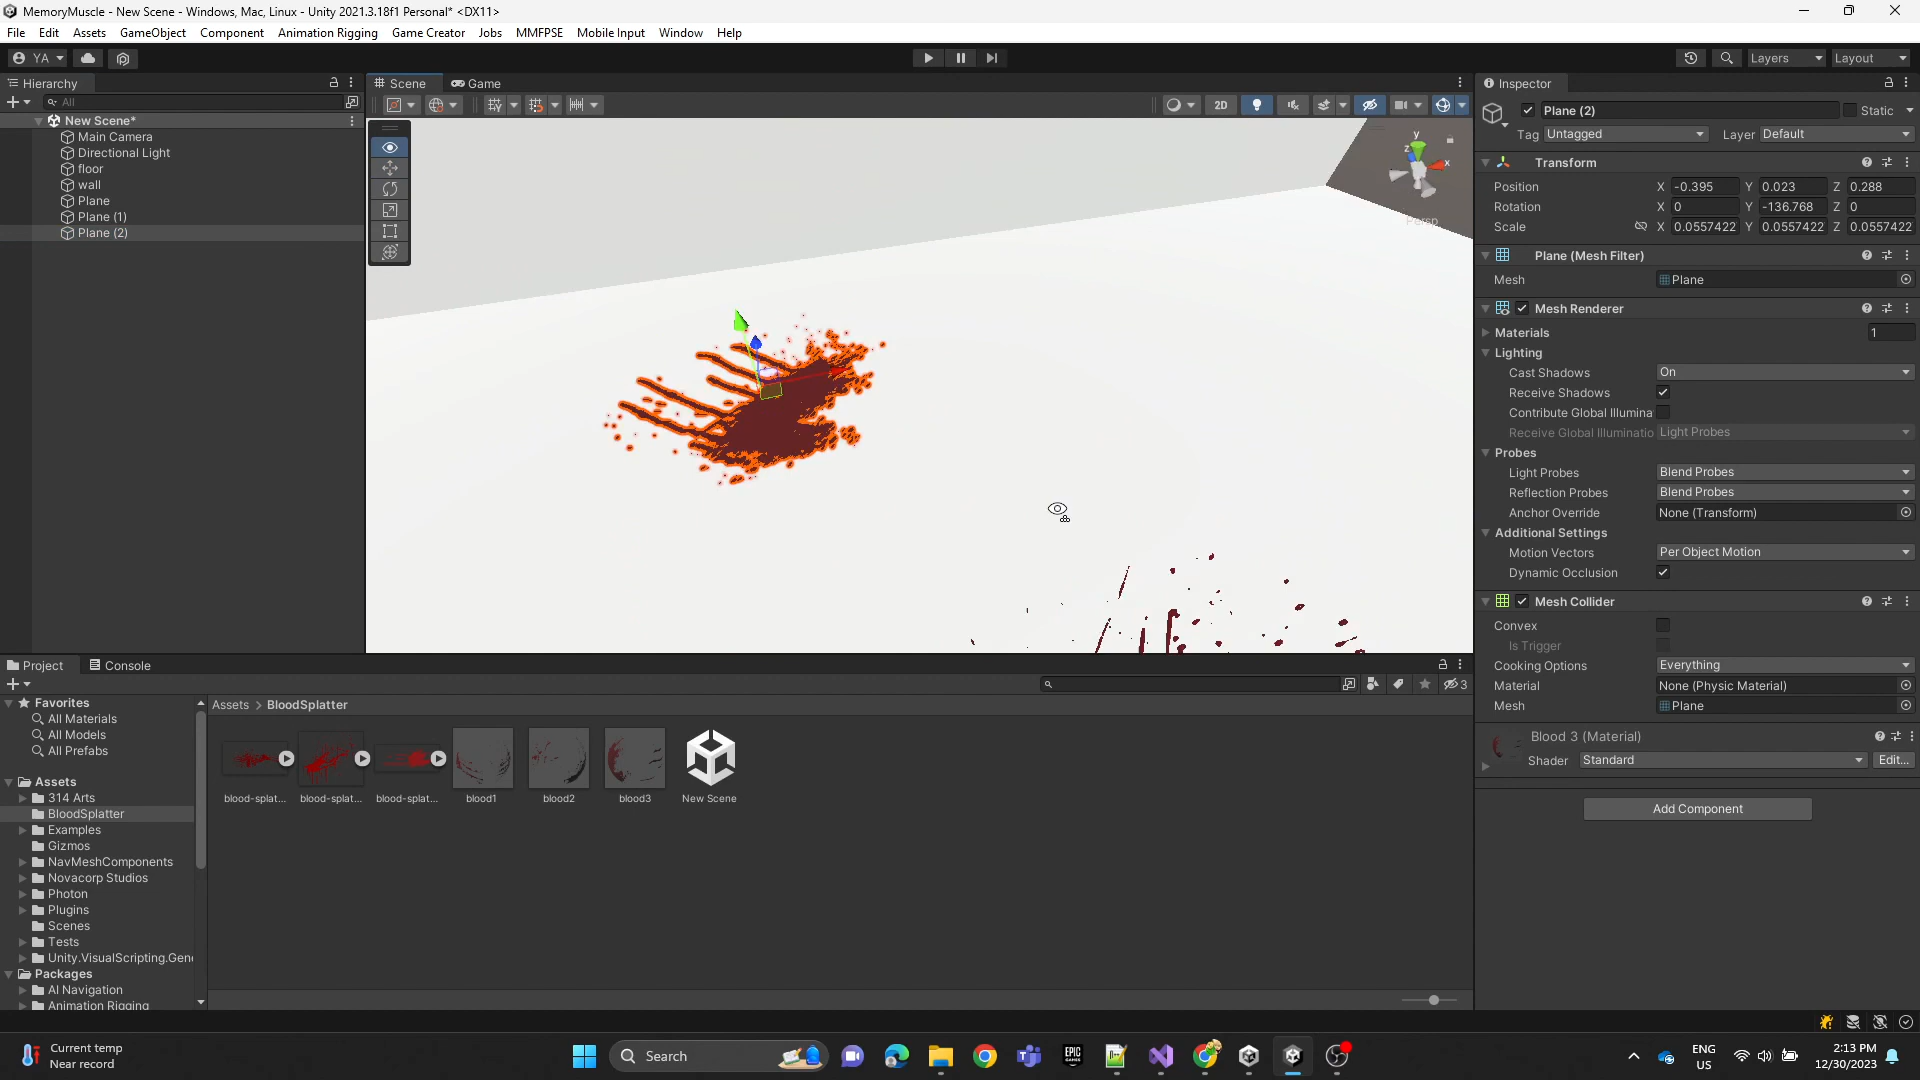 MemoryMuscle - New Scene - Windows, Mac, Linux - Unity 2021.3.18f1 Personal* <DX11>
File Edit Assets GameObject Component Animation Rigging Game Creator Jobs MMFPSE Mobile Input Window Help
YA Layers Layout
Hierarchy Scene Game Inspector
All 2D Plane (2) Static
Tag Untagged Layer Default
New Scene*
Main Camera
Directional Light
floor
wall
Plane
Plane (1)
Plane (2)
y
z
x
Persp
Transform
Position X -0.395 Y 0.023 Z 0.288
Rotation X 0 Y -136.768 Z 0
Scale X 0.0557422 Y 0.0557422 Z 0.0557422
Plane (Mesh Filter)
Mesh Plane
Mesh Renderer
Materials 1
Lighting
Cast Shadows On
Receive Shadows
Contribute Global Illumina
Receive Global Illuminatio Light Probes
Probes
Light Probes Blend Probes
Reflection Probes Blend Probes
Anchor Override None (Transform)
Additional Settings
Motion Vectors Per Object Motion
Dynamic Occlusion
Mesh Collider
Convex
Is Trigger
Cooking Options Everything
Material None (Physic Material)
Mesh Plane
Blood 3 (Material)
Shader Standard Edit...
Add Component
Project Console
3
Favorites
All Materials
All Models
All Prefabs
Assets
314 Arts
BloodSplatter
Examples
Gizmos
NavMeshComponents
Novacorp Studios
Photon
Plugins
Scenes
Tests
Unity.VisualScripting.Gene
Packages
AI Navigation
Animation Rigging
Assets > BloodSplatter
blood-splat... blood-splat... blood-splat... blood1 blood2 blood3 New Scene
Current temp
Near record
Search
EPIC GAMES
ENG
US
2:13 PM
12/30/2023